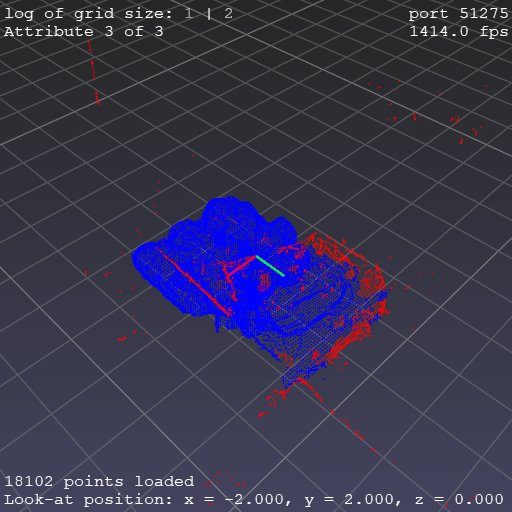 log of grid size: 1 | 2
port 51275
Attribute 3 of 3
1414.0 fps
18102 points loaded
Look-at position: x = -2.000, y = 2.000, z = 0.000